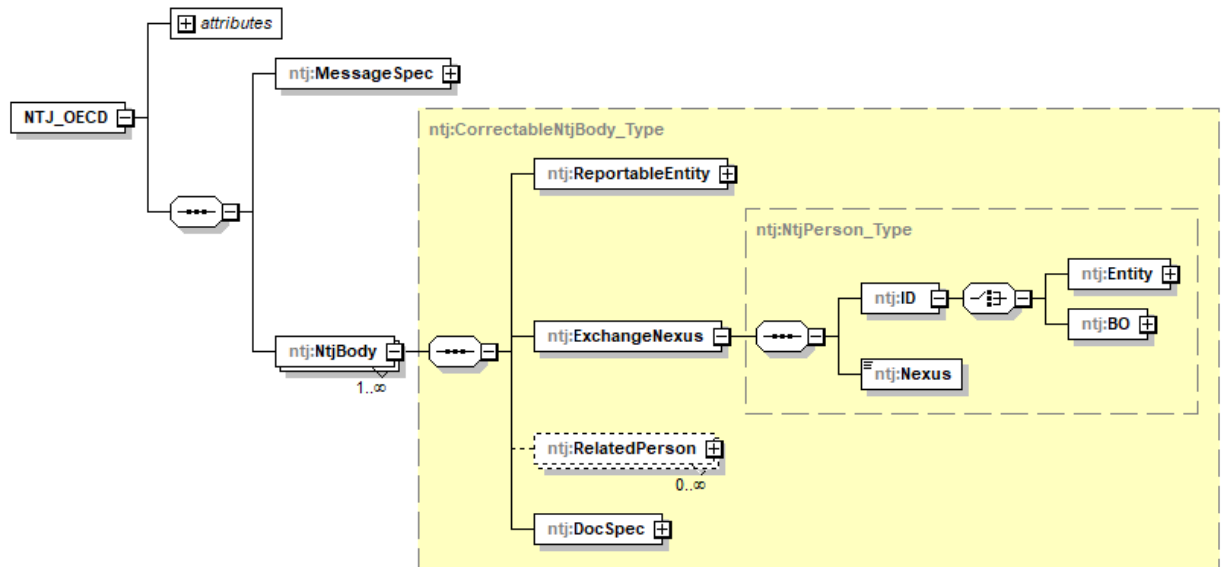 attributes
ntj:MessageSpec
NTJ_OECD
ntj:CorrectableNtjBody_Type
ntj:ReportableEntity
ntj:NtjPerson_Type
ntj:Entity
ntj:ID
ntj:BO
ntj:NtjBody
1..∞
ntj:ExchangeNexus
ntj:Nexus
ntj:RelatedPerson
0..∞
ntj:DocSpec